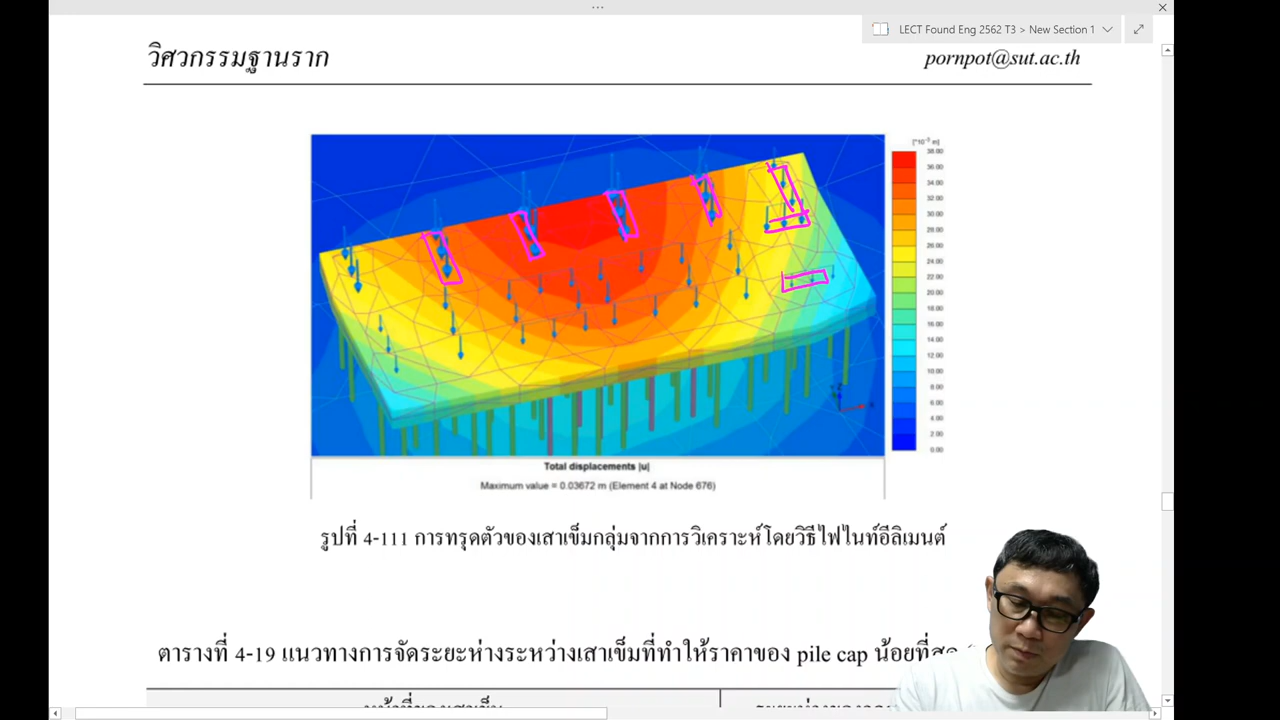 LECT Found Eng 2562 T3 > New Section 1
วิศวกรรมฐานราก
pornpot@sut.ac.th
[*10⁻³ m]
38.00
36.00
34.00
32.00
30.00
28.00
26.00
24.00
22.00
20.00
18.00
16.00
14.00
12.00
10.00
8.00
6.00
4.00
2.00
0.00
Total displacements |u|
Maximum value = 0.03672 m (Element 4 at Node 676)
รูปที่ 4-111 การทรุดตัวของเสาเข็มกลุ่มจากการวิเคราะห์โดยวิธีไฟไนท์อีลิเมนต์
ตารางที่ 4-19 แนวทางการจัดระยะห่างระหว่างเสาเข็มที่ทำให้ราคาของ pile cap น้อยที่สุด